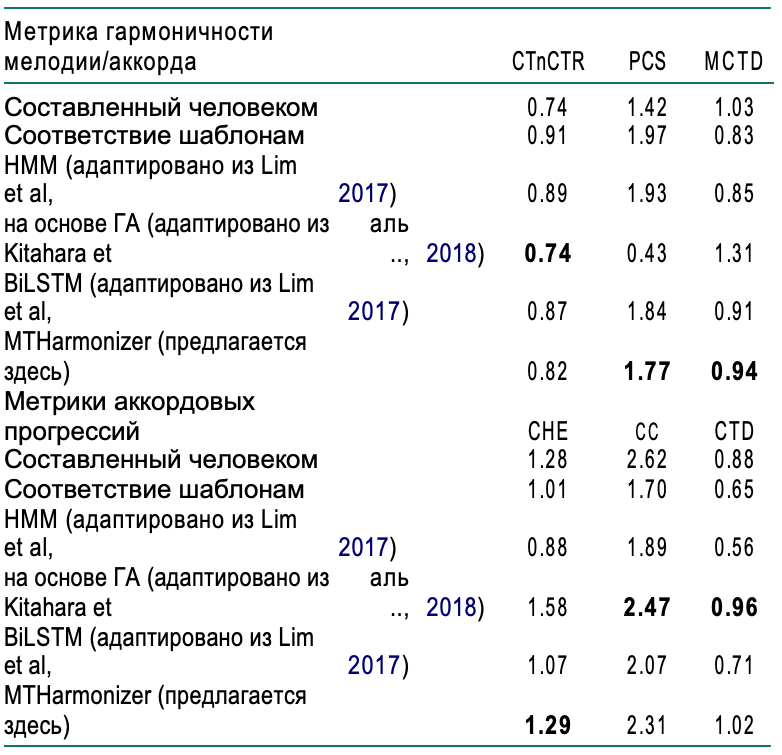 Метрика гармоничности
мелодии/аккорда CTnCTR PCS MCTD
Составленный человеком 0.74 1.42 1.03
Соответствие шаблонам 0.91 1.97 0.83
HMM (адаптировано из Lim
et al, 2017) 0.89 1.93 0.85
на основе ГА (адаптировано из аль
Kitahara et .., 2018) 0.74 0.43 1.31
BiLSTM (адаптировано из Lim
et al, 2017) 0.87 1.84 0.91
MTHarmonizer (предлагается
здесь) 0.82 1.77 0.94
Метрики аккордовых
прогрессий CHE CC CTD
Составленный человеком 1.28 2.62 0.88
Соответствие шаблонам 1.01 1.70 0.65
HMM (адаптировано из Lim
et al, 2017) 0.88 1.89 0.56
на основе ГА (адаптировано из аль
Kitahara et .., 2018) 1.58 2.47 0.96
BiLSTM (адаптировано из Lim
et al, 2017) 1.07 2.07 0.71
MTHarmonizer (предлагается
здесь) 1.29 2.31 1.02